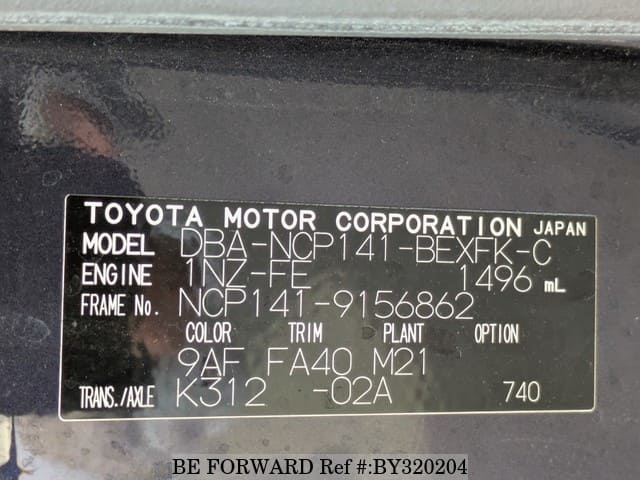 TOYOTA MOTOR CORPORATION JAPAN
MODEL DBA-NCP141-BEXFK-C
ENGINE 1NZ-FE 1496 mL
FRAME No. NCP141-9156862
COLOR TRIM PLANT OPTION
9AF FA40 M21
TRANS./AXLE K312 -02A 740
BE FORWARD Ref #:BY320204